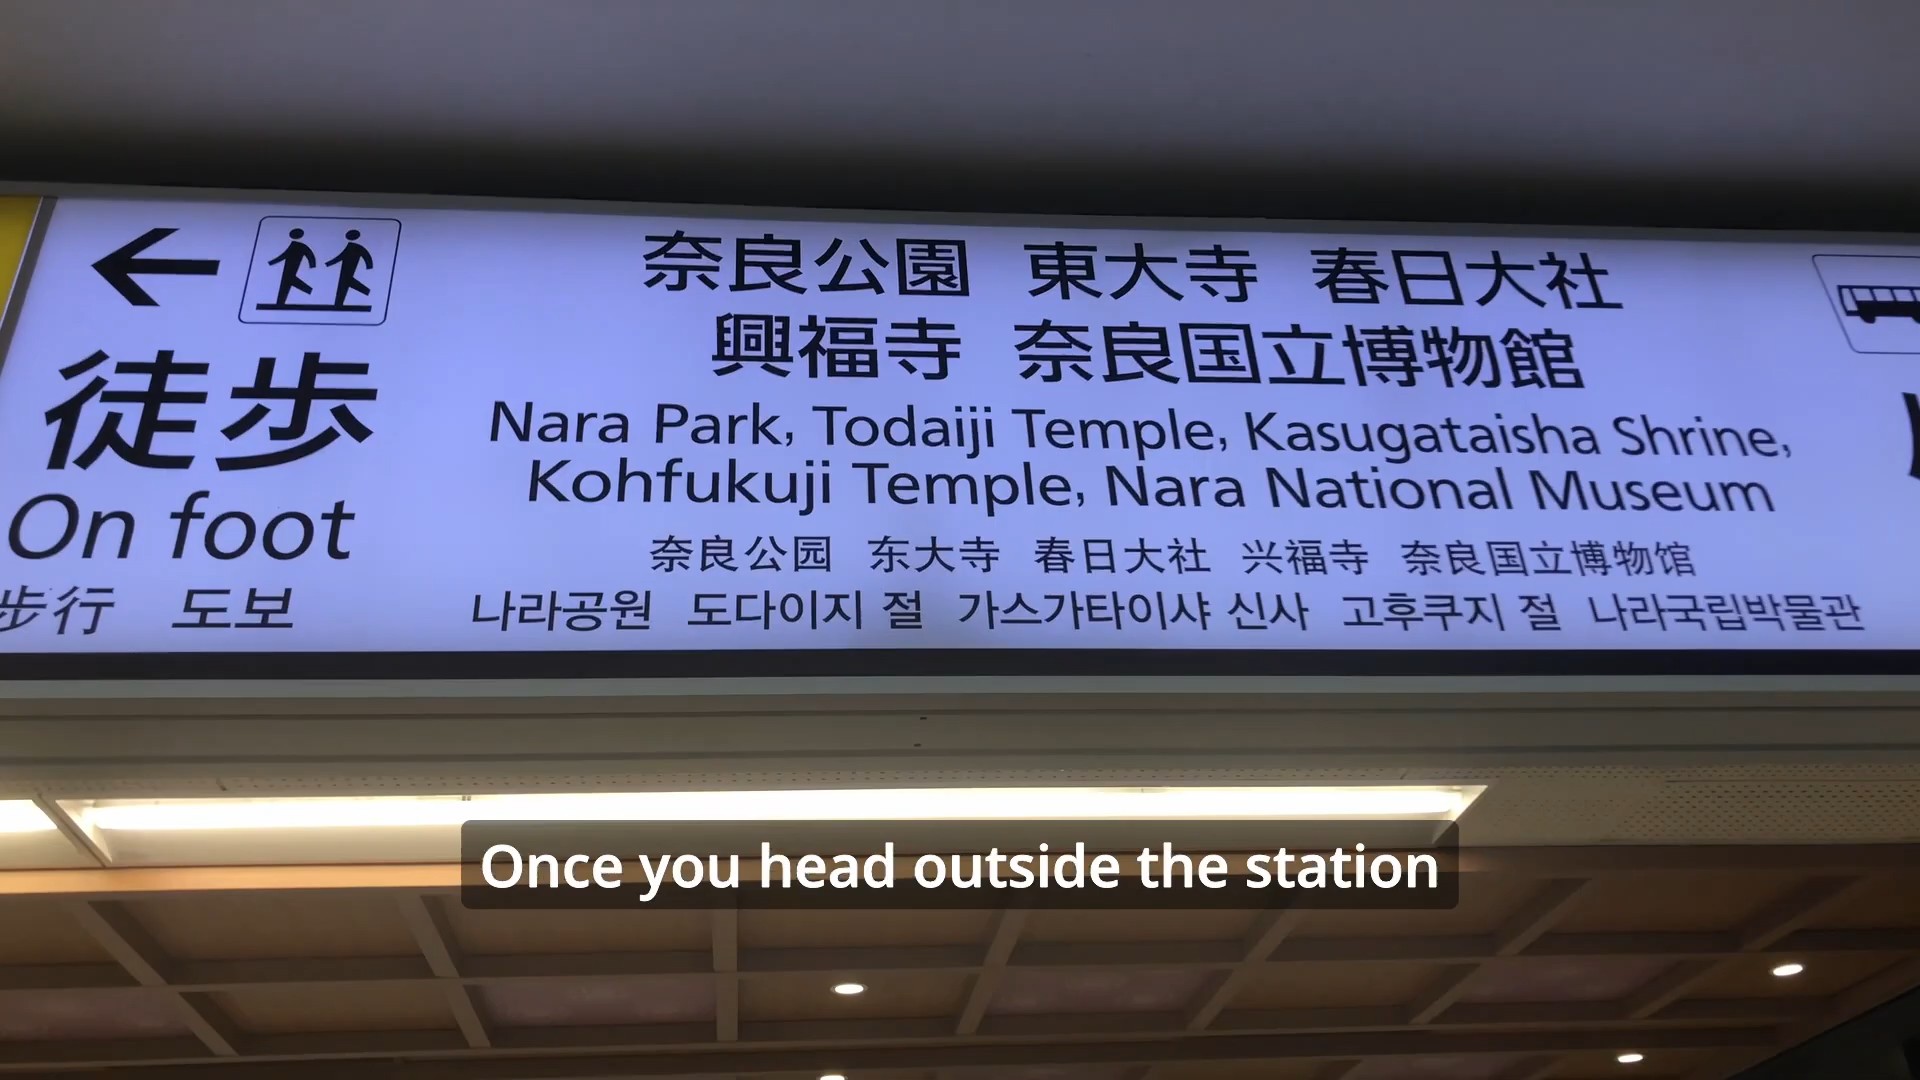 徒歩
On foot
步行 도보
奈良公園 東大寺 春日大社
興福寺 奈良国立博物館
Nara Park, Todaiji Temple, Kasugataisha Shrine,
Kohfukuji Temple, Nara National Museum
奈良公园 东大寺 春日大社 兴福寺 奈良国立博物馆
나라공원 도다이지 절 가스가타이샤 신사 고후쿠지 절 나라국립박물관
Once you head outside the station